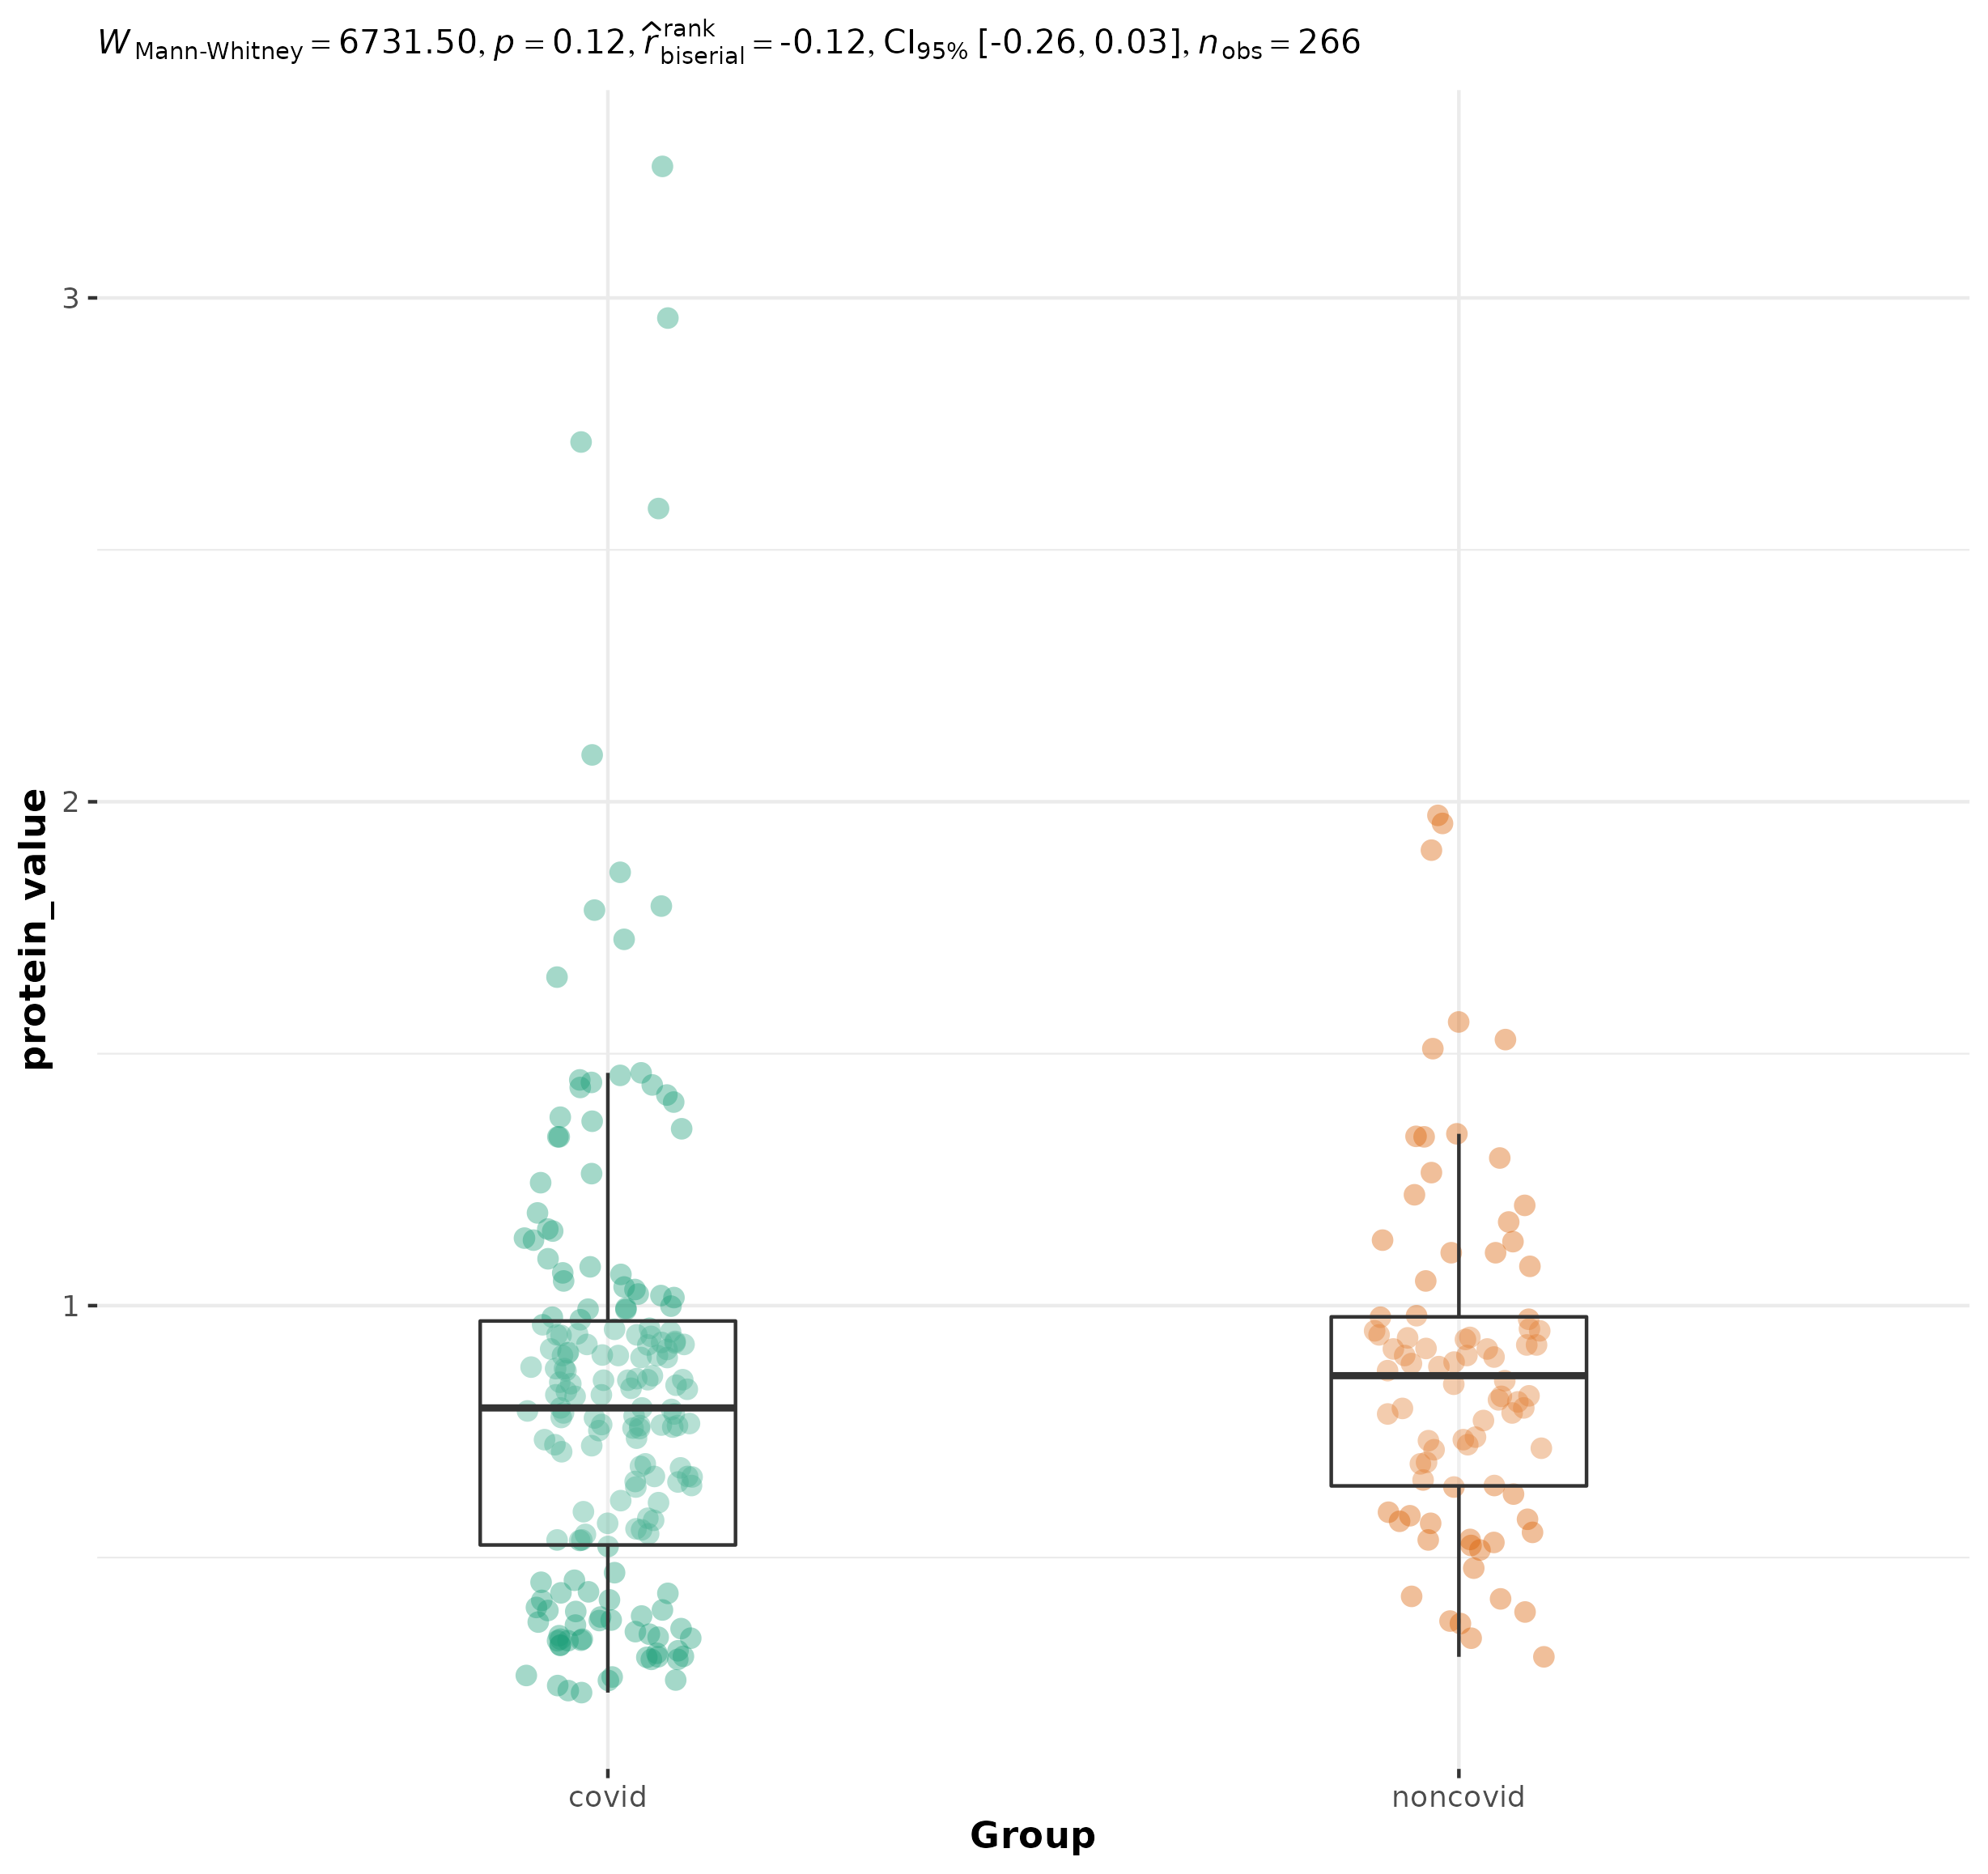 W Mann-Whitney = 6731.50, p = 0.12, r̂ rank biserial = -0.12, CI95% [-0.26, 0.03], nobs = 266
protein_value
3
2
1
covid noncovid
Group